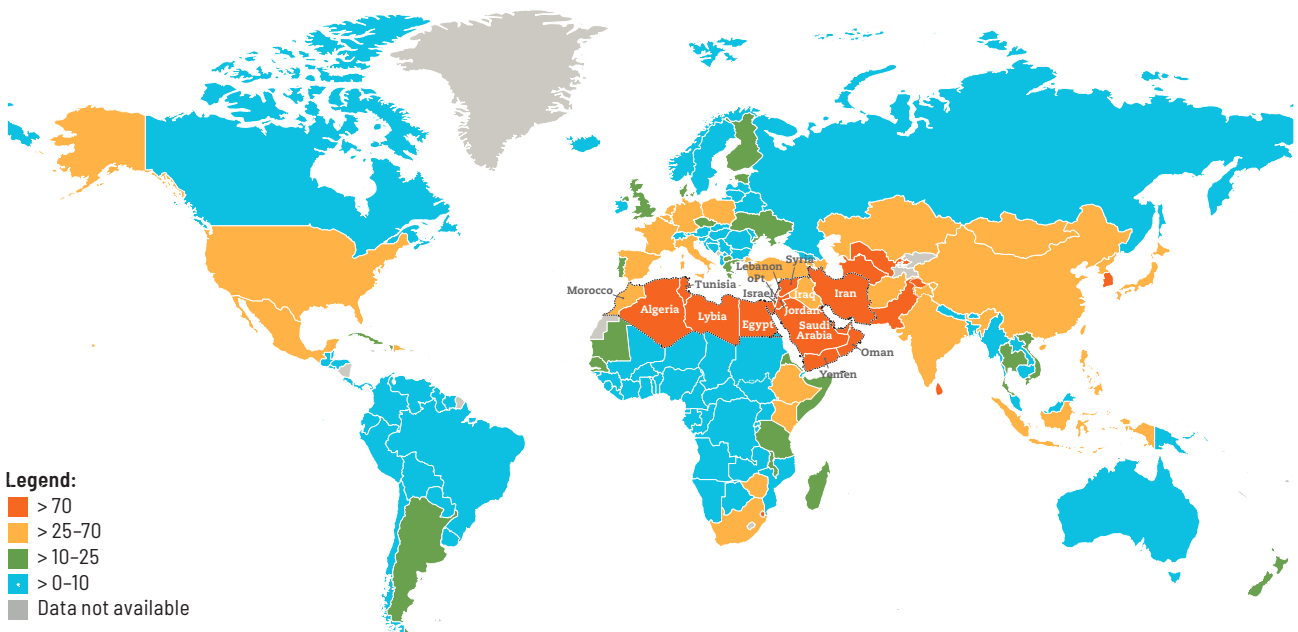 Syria
Lebanon
oPt
Tunisia
Israel
Morocco
Iraq
Iran
Algeria
Jordan
Lybia
Egypt
Saudi
Arabia
Oman
Yemen
Legend:
> 70
> 25–70
> 10–25
> 0–10
Data not available